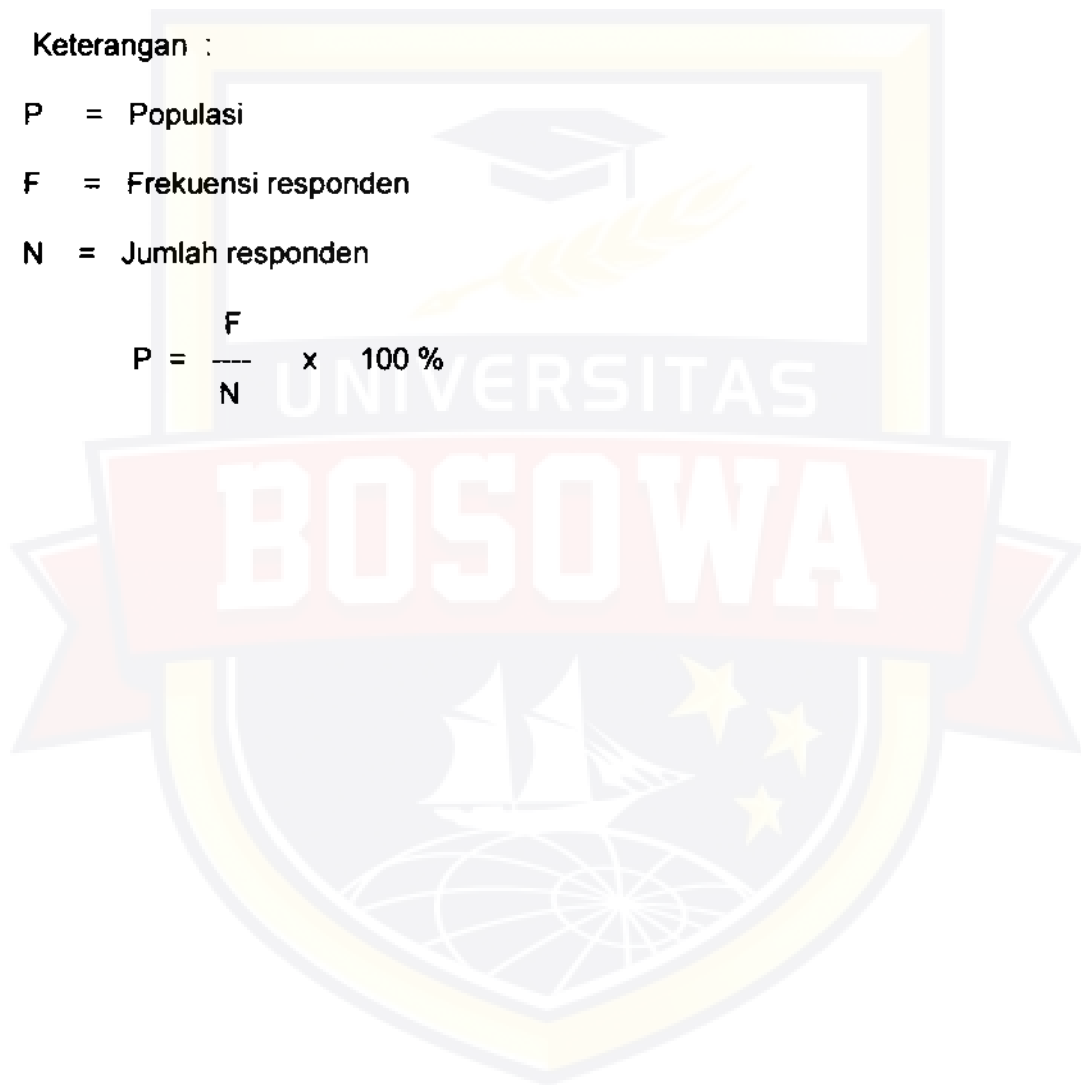 Keterangan :
P = Populasi
F = Frekuensi responden
N = Jumlah responden
F
P = ---- x 100 %
N
UNIVERSITAS
BOSOWA